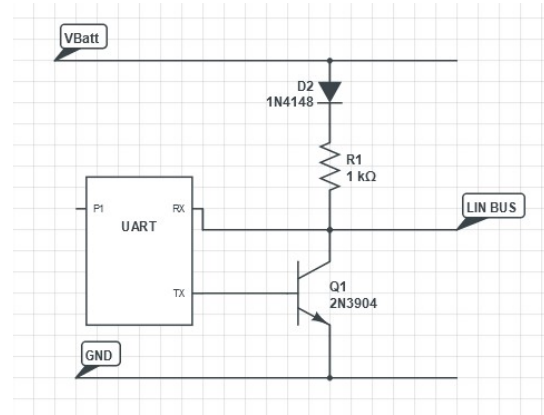 VBatt
D2
1N4148
R1
1 kΩ
P1
RX
UART
LIN BUS
TX
Q1
2N3904
GND